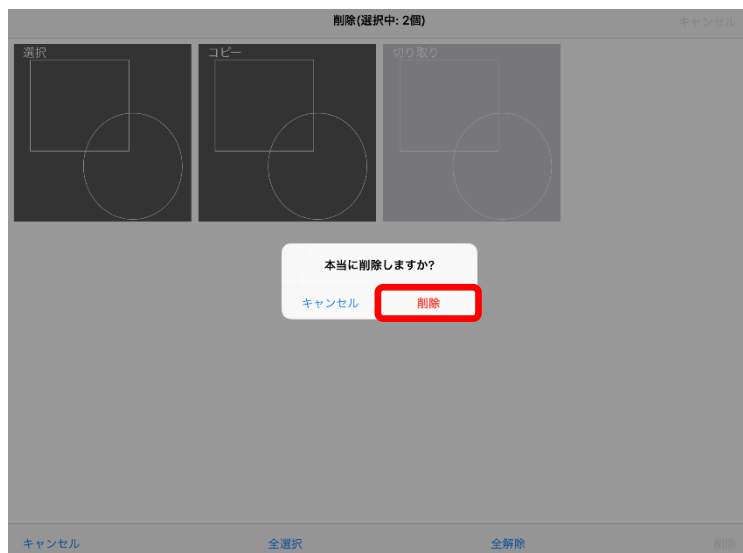 削除(選択中: 2個)
キャンセル
選択
コピー
切り取り
本当に削除しますか?
キャンセル
削除
キャンセル
全選択
全解除
削除